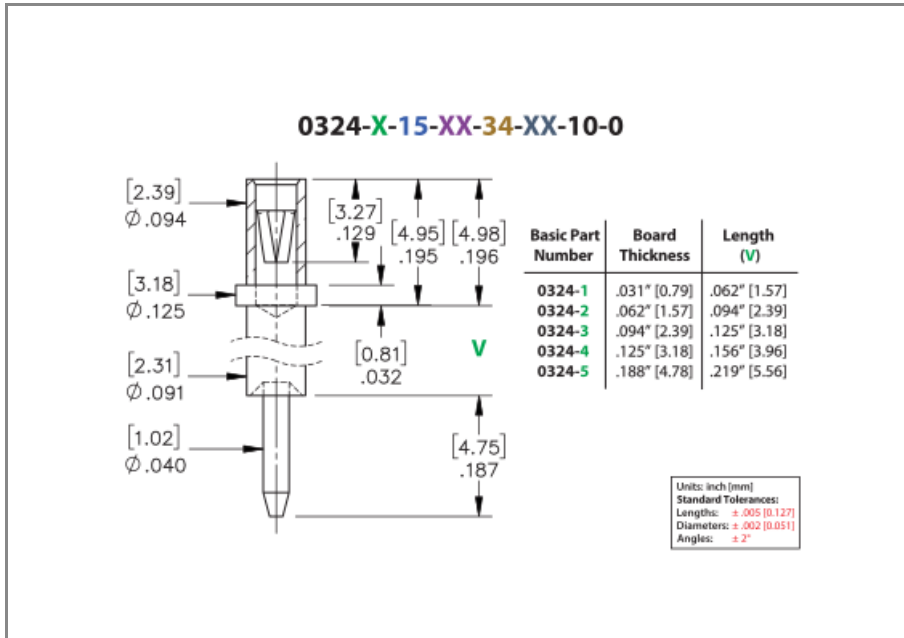 0324-X-15-XX-34-XX-10-0
[2.39]
Ø.094
[3.27]
.129
[4.95]
.195
[4.98]
.196
[3.18]
Ø.125
[0.81]
.032
V
[2.31]
Ø.091
[1.02]
Ø.040
[4.75]
.187
Basic Part Number Board Thickness Length (V)
0324-1 .031" [0.79] .062" [1.57]
0324-2 .062" [1.57] .094" [2.39]
0324-3 .094" [2.39] .125" [3.18]
0324-4 .125" [3.18] .156" [3.96]
0324-5 .188" [4.78] .219" [5.56]
Units: inch [mm]
Standard Tolerances:
Lengths: ± .005 [0.127]
Diameters: ± .002 [0.051]
Angles: ± 2°